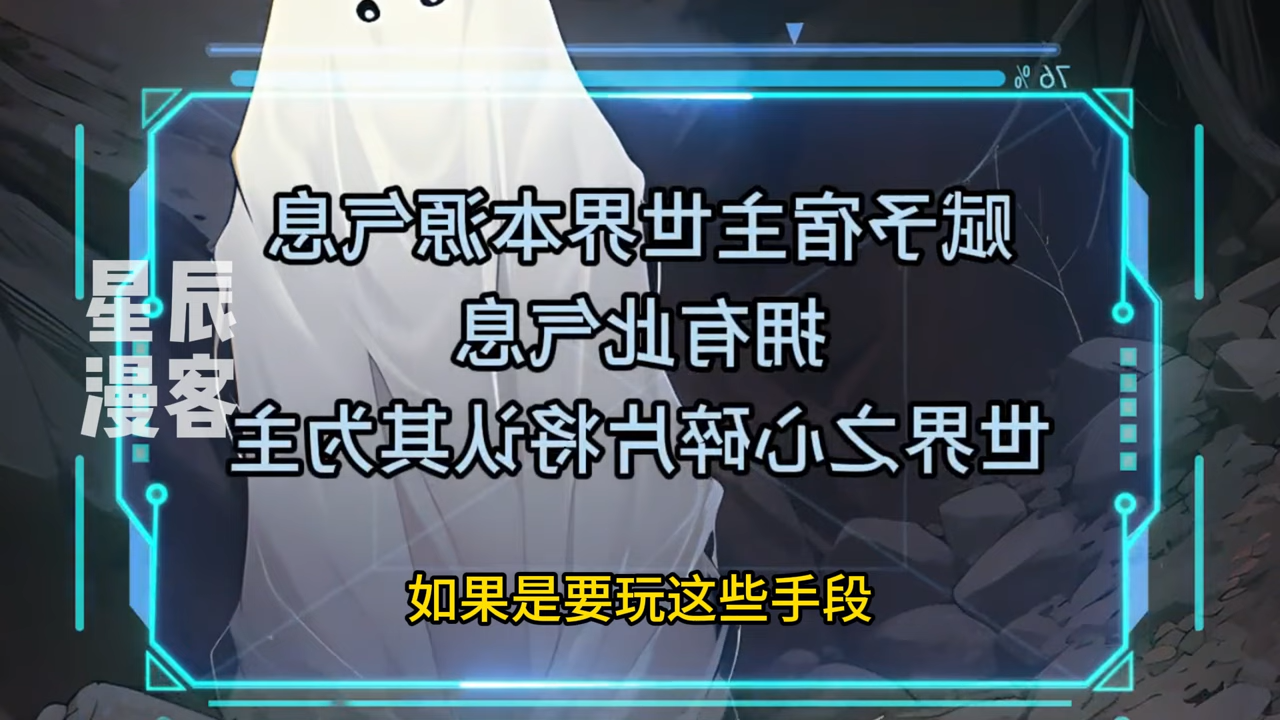 76%
赋予宿主世界本源气息
拥有此气息
世界之心碎片将认其为主
星辰
漫客
如果是要玩这些手段